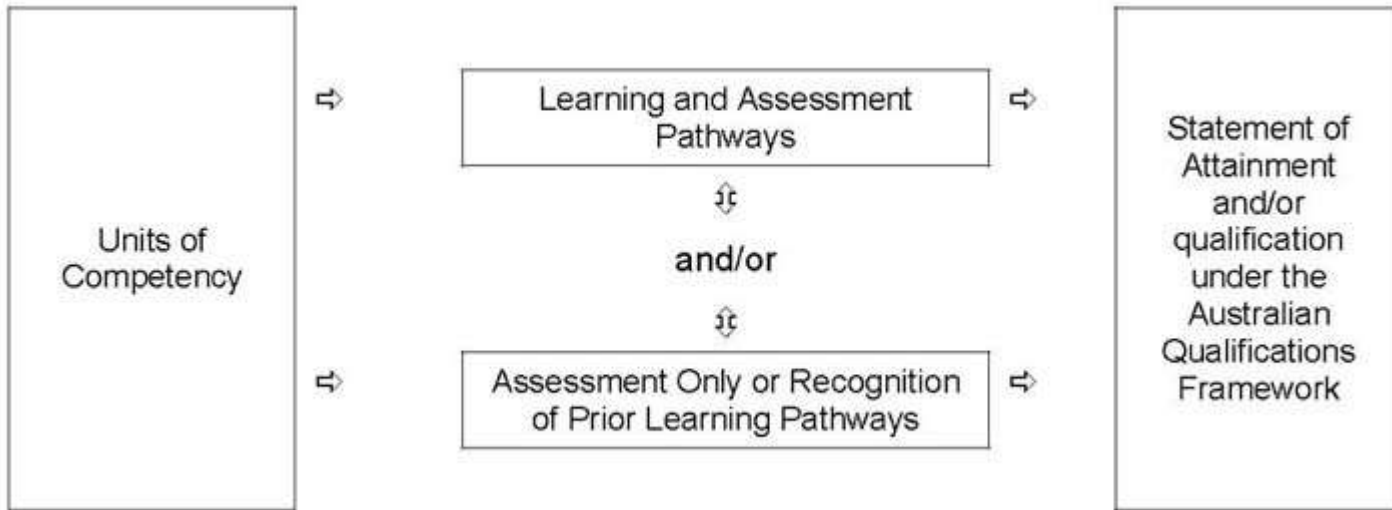 Units of
Competency
Learning and Assessment
Pathways
and/or
Assessment Only or Recognition
of Prior Learning Pathways
Statement of
Attainment
and/or
qualification
under the
Australian
Qualifications
Framework